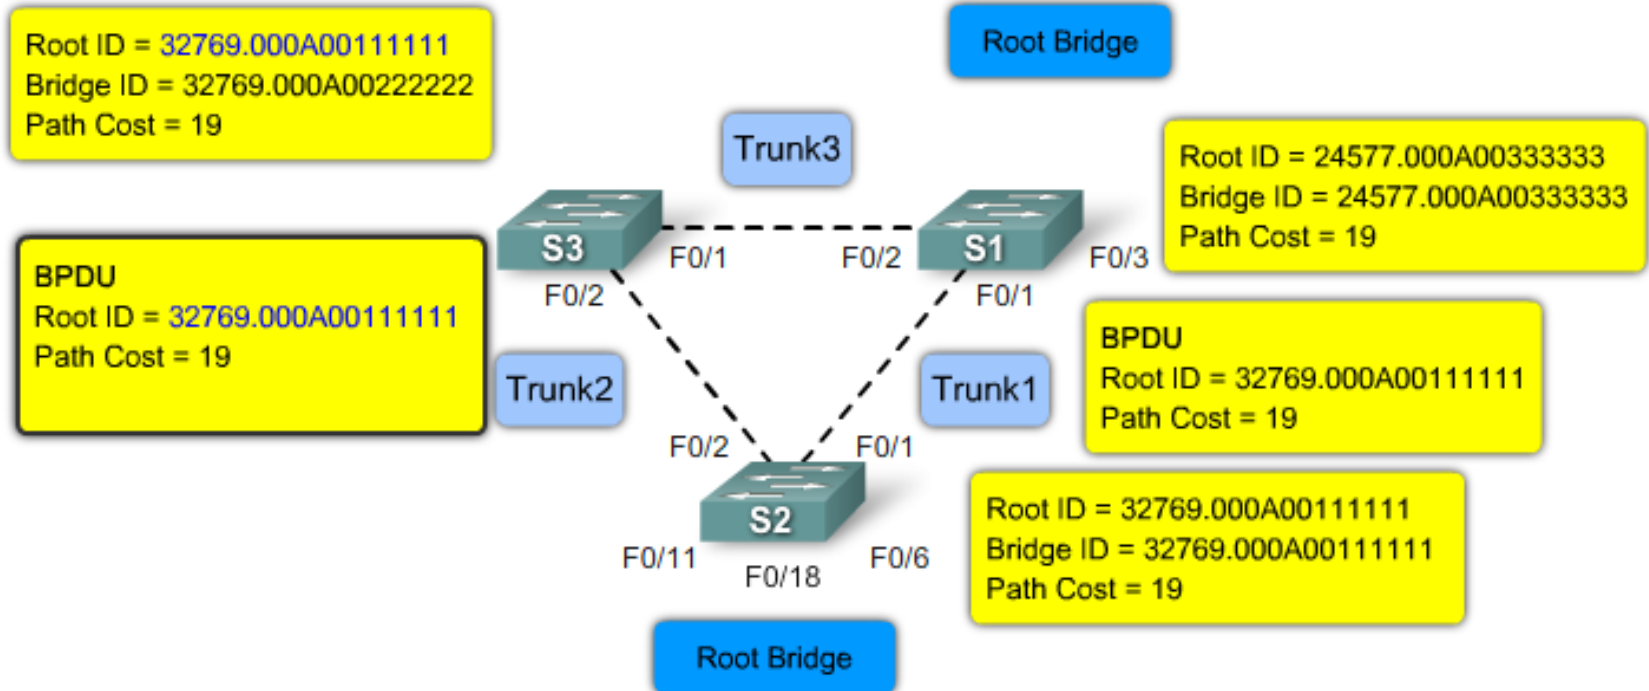 Root ID = 32769.000A00111111
Bridge ID = 32769.000A00222222
Path Cost = 19
Root Bridge
Trunk3
Root ID = 24577.000A00333333
Bridge ID = 24577.000A00333333
Path Cost = 19
S3
F0/1
F0/2
S1
F0/3
F0/2
F0/1
BPDU
Root ID = 32769.000A00111111
Path Cost = 19
Trunk2
Trunk1
BPDU
Root ID = 32769.000A00111111
Path Cost = 19
F0/2
F0/1
S2
F0/11
F0/18
F0/6
Root ID = 32769.000A00111111
Bridge ID = 32769.000A00111111
Path Cost = 19
Root Bridge